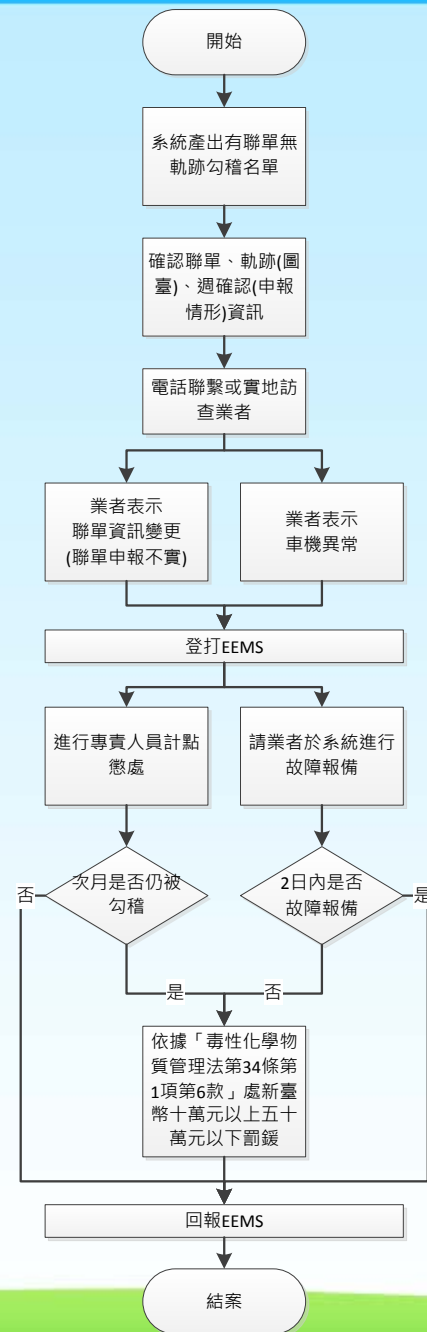 開始
系統產出有聯單無
軌跡勾稽名單
確認聯單、軌跡(圖
臺)、週確認(申報
情形)資訊
電話聯繫或實地訪
查業者
業者表示
聯單資訊變更
(聯單申報不實)
業者表示
車機異常
登打EEMS
進行專責人員計點
懲處
請業者於系統進行
故障報備
否
次月是否仍被
勾稽
2日內是否
故障報備
是
是
否
依據「毒性化學物
質管理法第34條第
1項第6款」處新臺
幣十萬元以上五十
萬元以下罰鍰
回報EEMS
結案